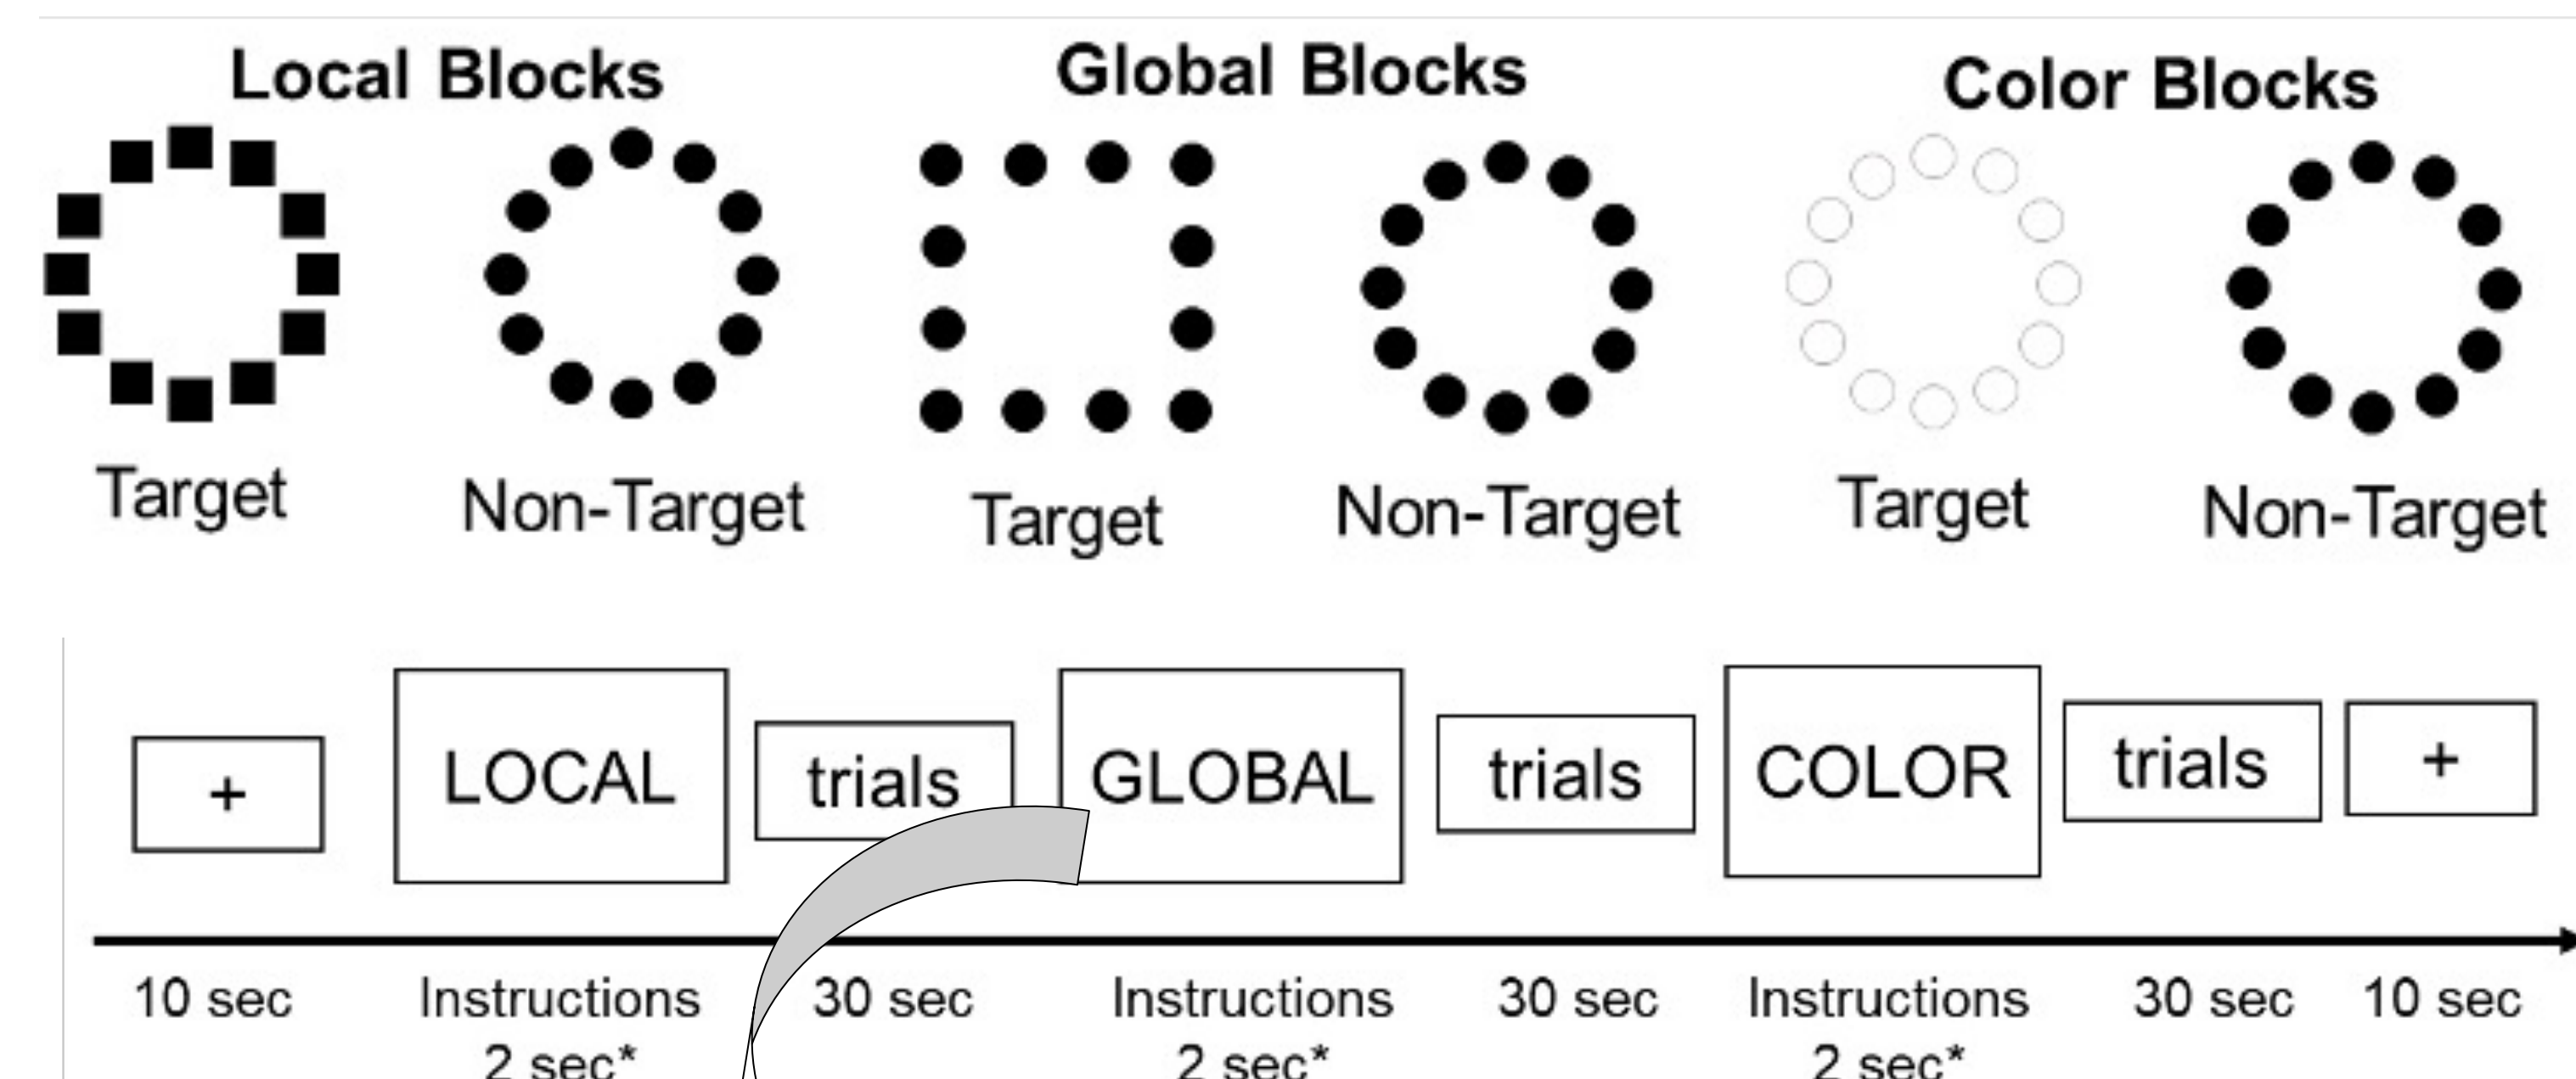 Local Blocks Global Blocks Color Blocks
Target Non-Target Target Non-Target Target Non-Target
+ LOCAL trials GLOBAL trials COLOR trials +
10 sec Instructions 30 sec Instructions 30 sec Instructions 30 sec 10 sec
2 sec* 2 sec* 2 sec*